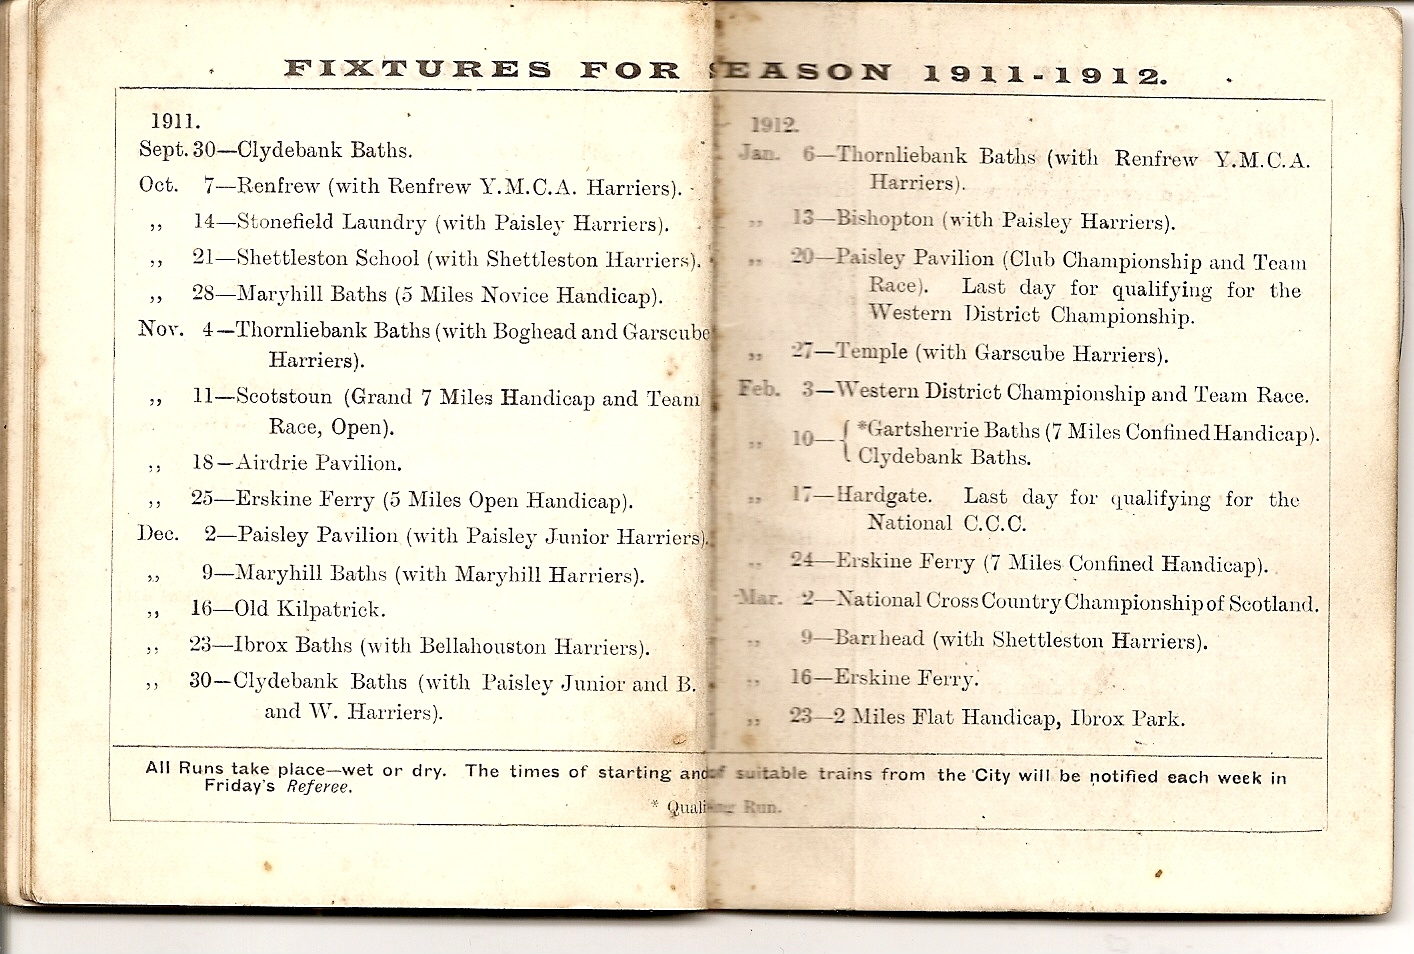 FIXTURES FOR SEASON 1911-1912.
1911.
Sept. 30—Clydebank Baths.
Oct. 7—Renfrew (with Renfrew Y.M.C.A. Harriers).
„ 14—Stonefield Laundry (with Paisley Harriers).
„ 21—Shettleston School (with Shettleston Harriers).
„ 28—Maryhill Baths (5 Miles Novice Handicap).
Nov. 4—Thornliebank Baths (with Boghead and Garscube
Harriers).
„ 11—Scotstoun (Grand 7 Miles Handicap and Team
Race, Open).
„ 18—Airdrie Pavilion.
„ 25—Erskine Ferry (5 Miles Open Handicap).
Dec. 2—Paisley Pavilion (with Paisley Junior Harriers).
„ 9—Maryhill Baths (with Maryhill Harriers).
„ 16—Old Kilpatrick.
„ 23—Ibrox Baths (with Bellahouston Harriers).
„ 30—Clydebank Baths (with Paisley Junior and B.
and W. Harriers).
1912.
Jan. 6—Thornliebank Baths (with Renfrew Y.M.C.A.
Harriers).
„ 13—Bishopton (with Paisley Harriers).
„ 20—Paisley Pavilion (Club Championship and Team
Race). Last day for qualifying for the
Western District Championship.
„ 27—Temple (with Garscube Harriers).
Feb. 3—Western District Championship and Team Race.
„ 10—{ *Gartsherrie Baths (7 Miles Confined Handicap).
Clydebank Baths.
„ 17—Hardgate. Last day for qualifying for the
National C.C.C.
„ 24—Erskine Ferry (7 Miles Confined Handicap).
Mar. 2—National Cross Country Championship of Scotland.
„ 9—Barrhead (with Shettleston Harriers).
„ 16—Erskine Ferry.
„ 23—2 Miles Flat Handicap, Ibrox Park.
All Runs take place—wet or dry. The times of starting and of suitable trains from the City will be notified each week in
Friday's Referee.
* Run.